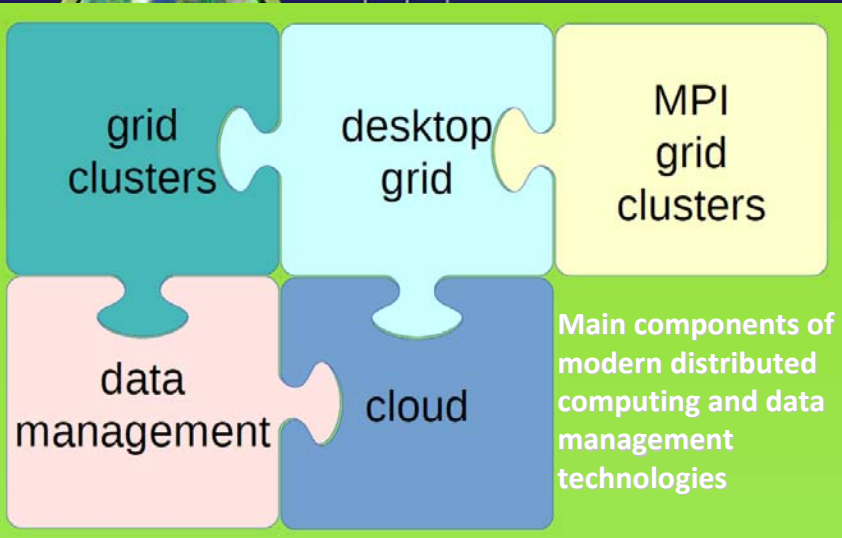 grid
clusters
desktop
grid
MPI
grid
clusters
data
management
cloud
Main components of
modern distributed
computing and data
management
technologies